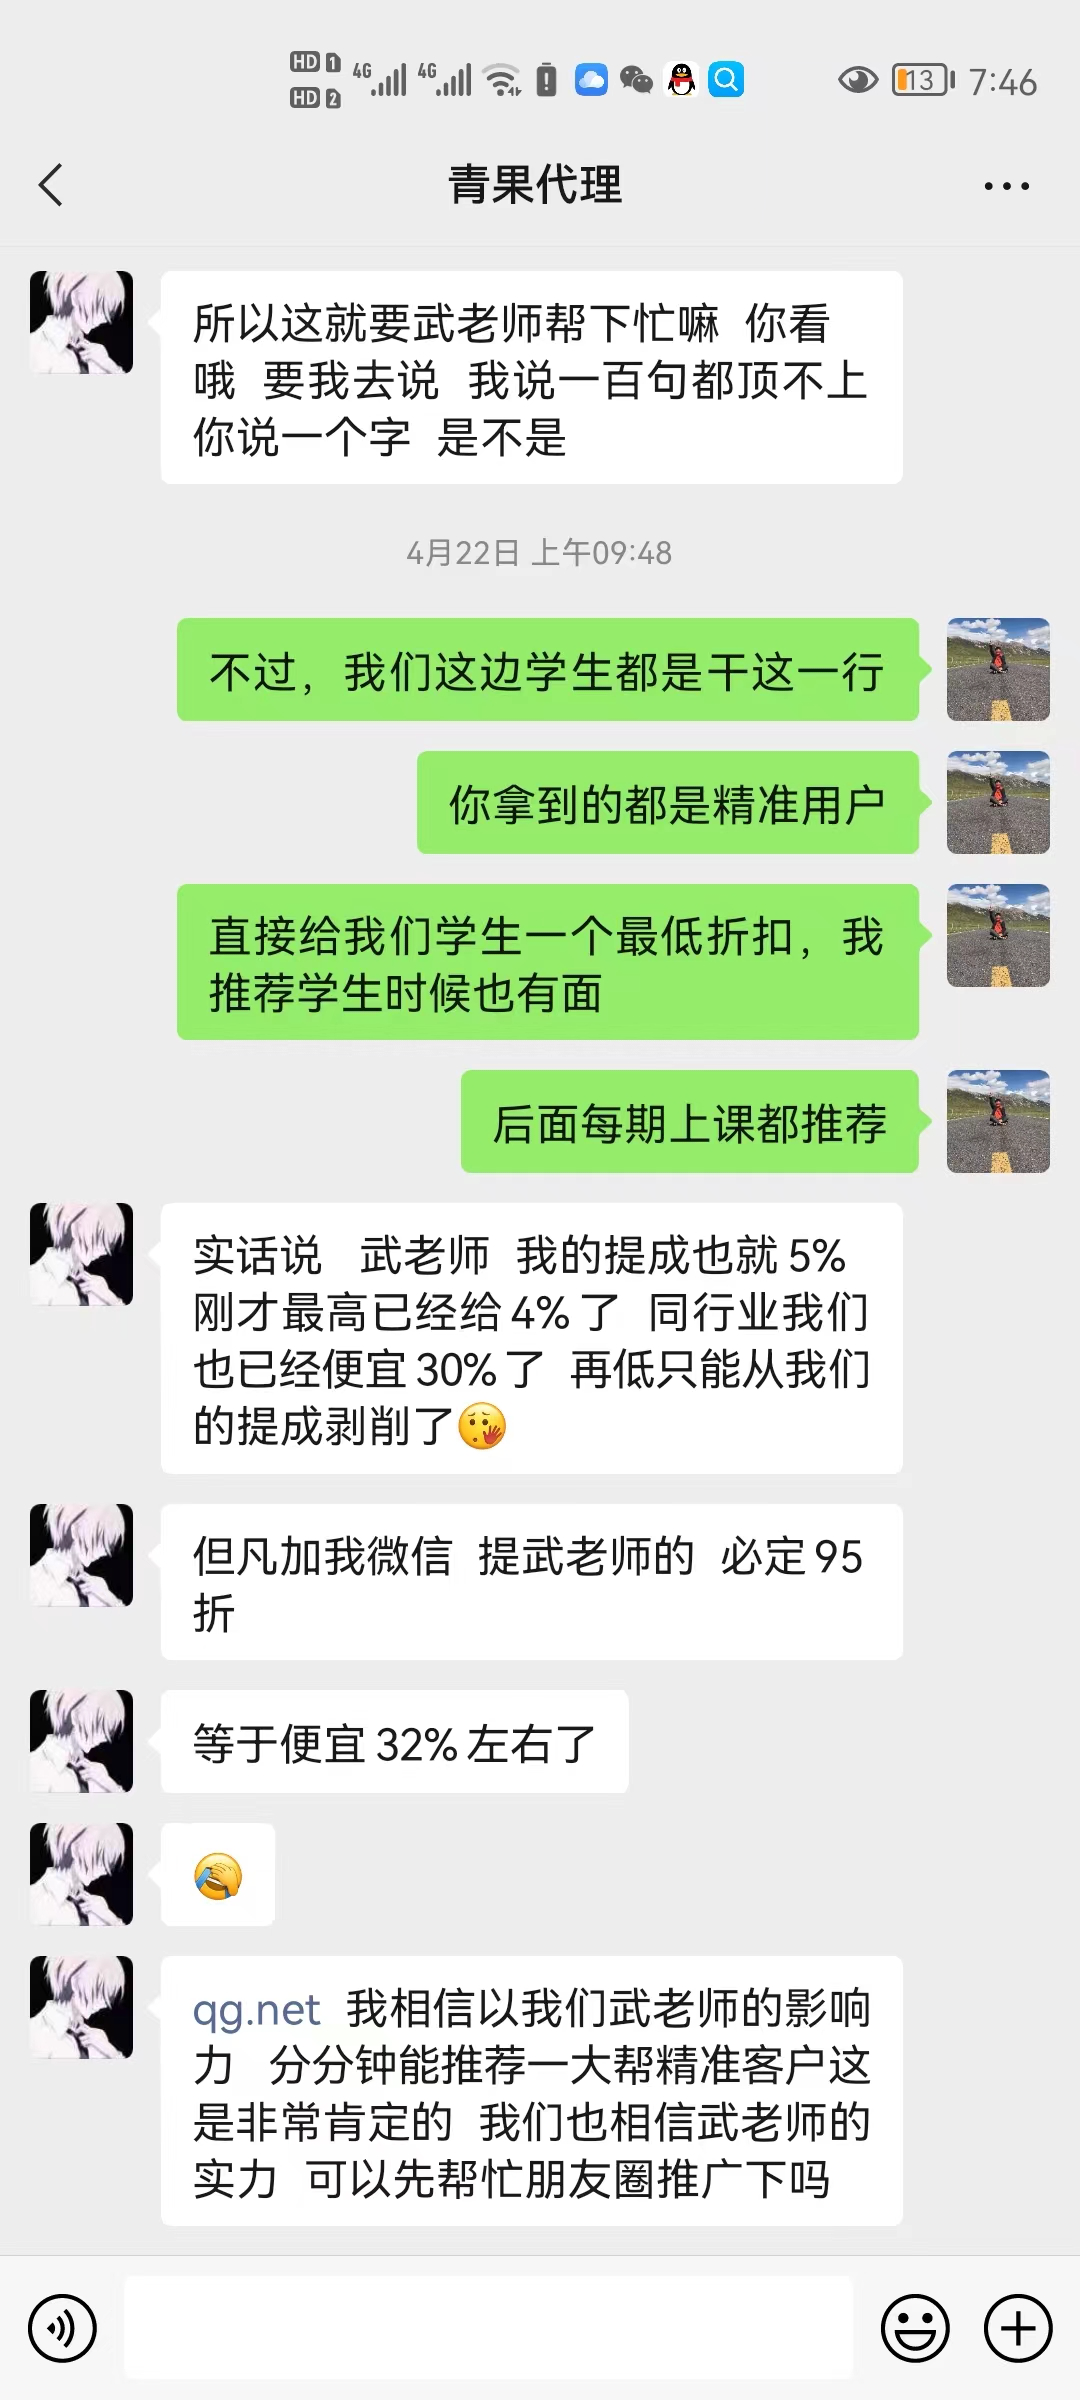 HD 1 4G 4G 13 7:46
HD 2
青果代理
所以这就要武老师帮下忙嘛 你看
哦 要我去说 我说一百句都顶不上
你说一个字 是不是
4月22日 上午09:48
不过，我们这边学生都是干这一行
你拿到的都是精准用户
直接给我们学生一个最低折扣，我
推荐学生时候也有面
后面每期上课都推荐
实话说 武老师 我的提成也就5%
刚才最高已经给4%了 同行业我们
也已经便宜30%了 再低只能从我们
的提成剥削了
但凡加我微信 提武老师的 必定95
折
等于便宜32%左右了
qg.net 我相信以我们武老师的影响
力 分分钟能推荐一大帮精准客户这
是非常肯定的 我们也相信武老师的
实力 可以先帮忙朋友圈推广下吗